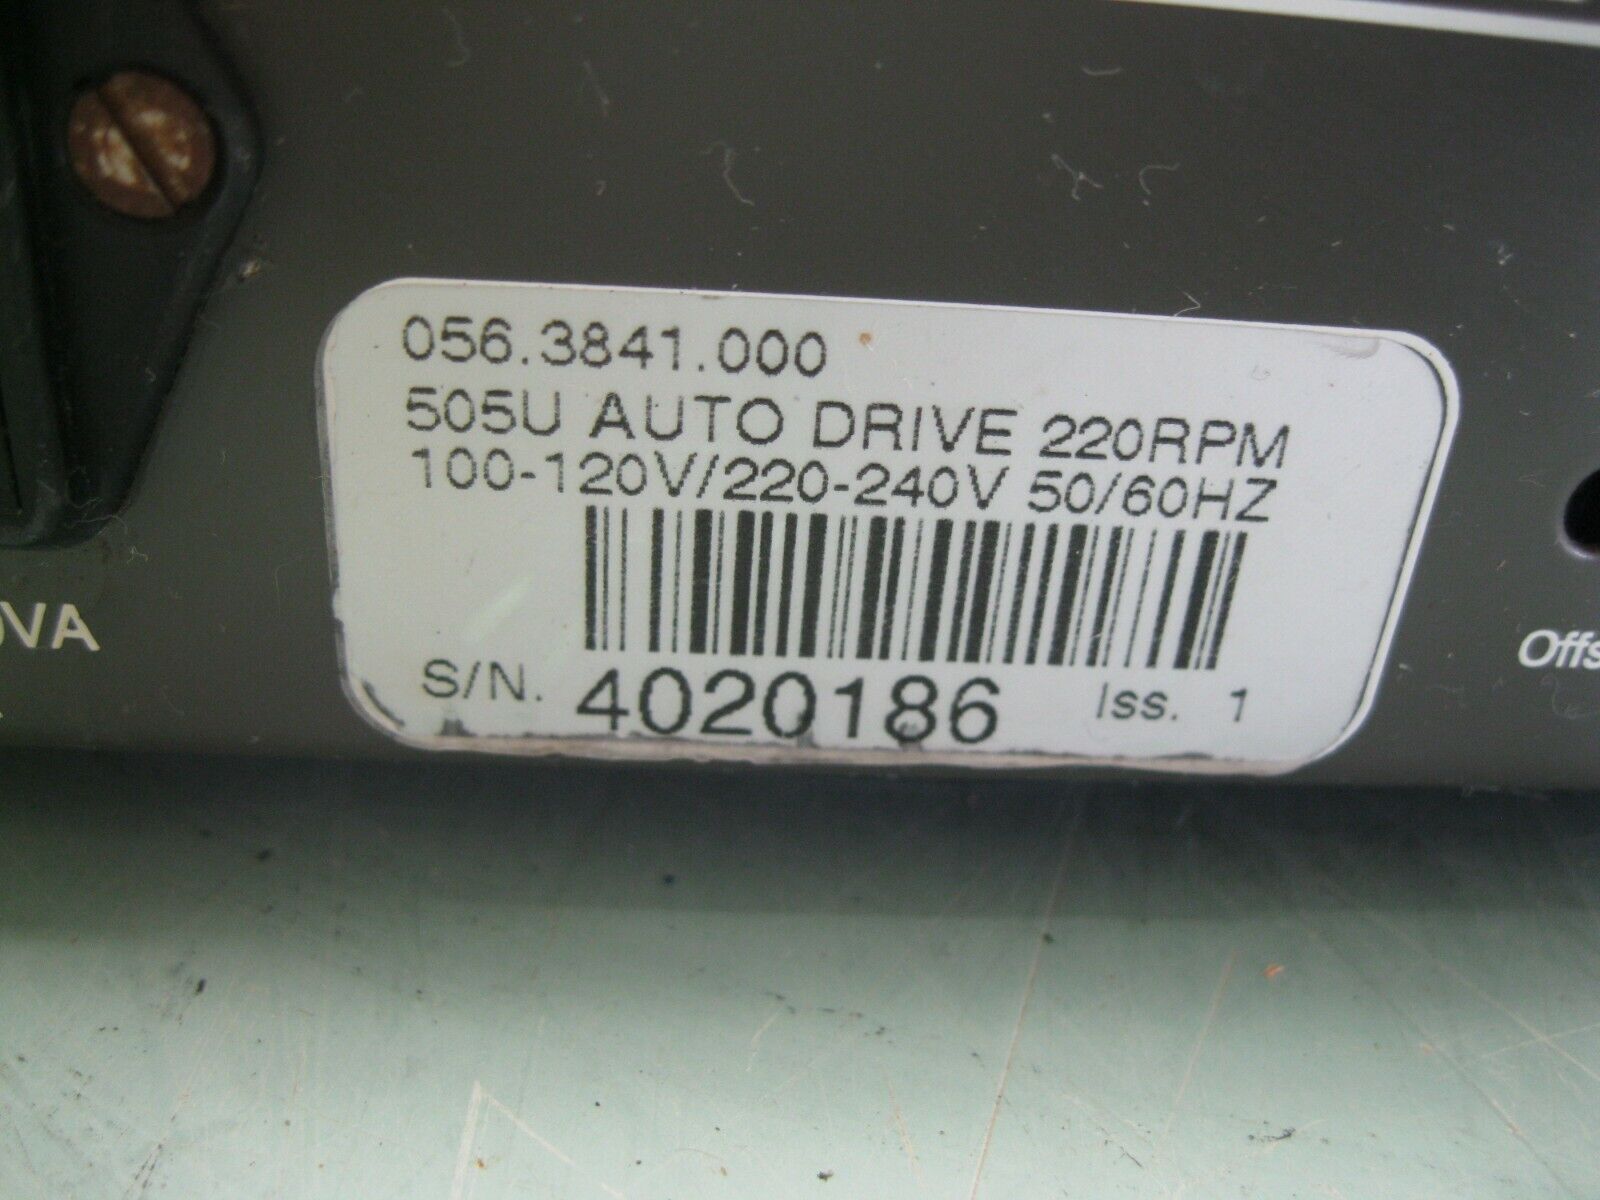 056.3841.000
505U AUTO DRIVE 220RPM
100-120V/220-240V 50/60HZ
S/N. 4020186 Iss. 1